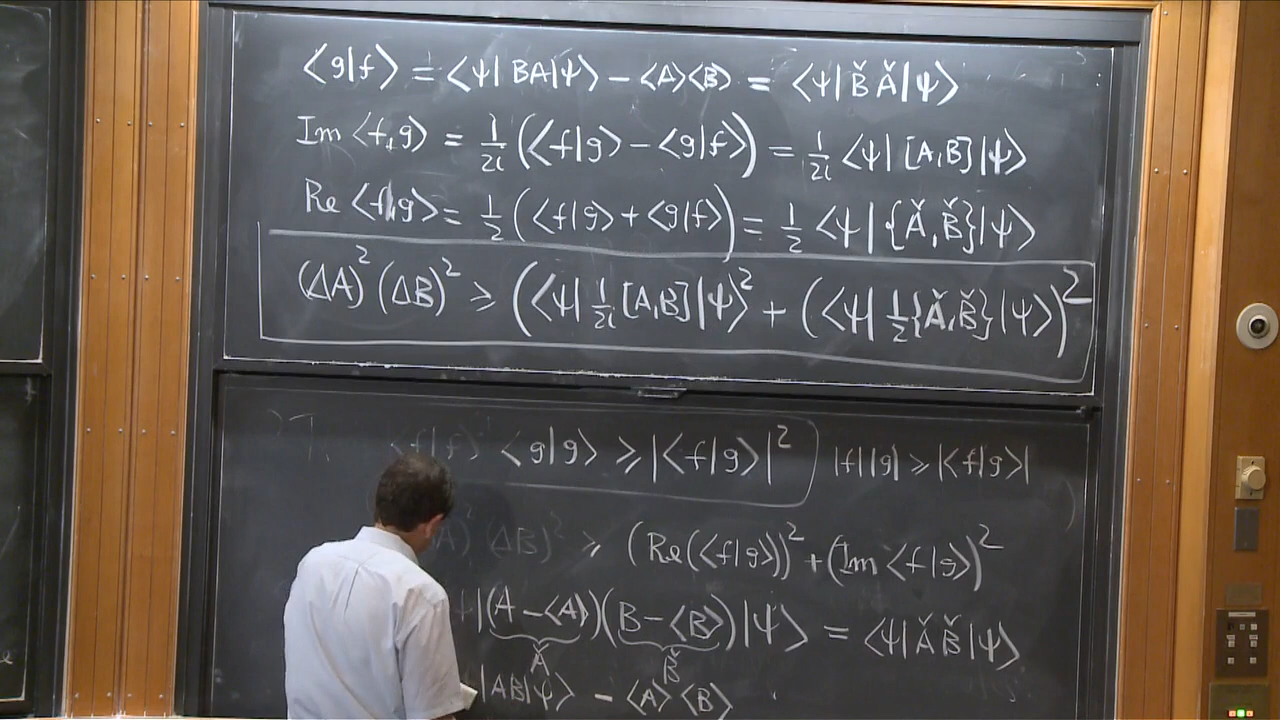 ⟨g|f⟩ = ⟨ψ| BA|ψ⟩ − ⟨A⟩⟨B⟩ = ⟨ψ| B̌ Ǎ |ψ⟩
Im ⟨f,g⟩ = 1/2i (⟨f|g⟩ − ⟨g|f⟩) = 1/2i ⟨ψ| [A,B] |ψ⟩
Re ⟨f|g⟩ = 1/2 (⟨f|g⟩ + ⟨g|f⟩) = 1/2 ⟨ψ| {Ǎ, B̌} |ψ⟩
(ΔA)² (ΔB)² ≥ (⟨ψ| 1/2i [A,B] |ψ⟩² + (⟨ψ| 1/2 {Ǎ, B̌} |ψ⟩)²
⟨f|f⟩ ⟨g|g⟩ ≥ |⟨f|g⟩|² |f||g| ≥ |⟨f|g⟩|
A)² (ΔB)² ≥ (Re(⟨f|g⟩)² + (Im ⟨f|g⟩)²
|(A − ⟨A⟩)(B − ⟨B⟩)|ψ⟩ = ⟨ψ| Ǎ B̌ |ψ⟩
Ǎ B̌
|AB|ψ⟩ − ⟨A⟩⟨B⟩